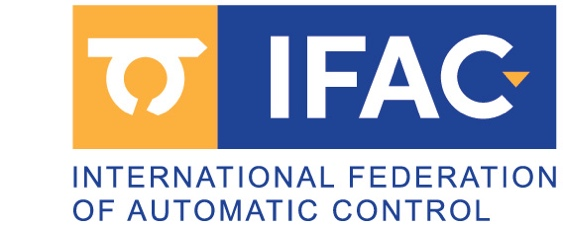 IFAC
INTERNATIONAL FEDERATION
OF AUTOMATIC CONTROL